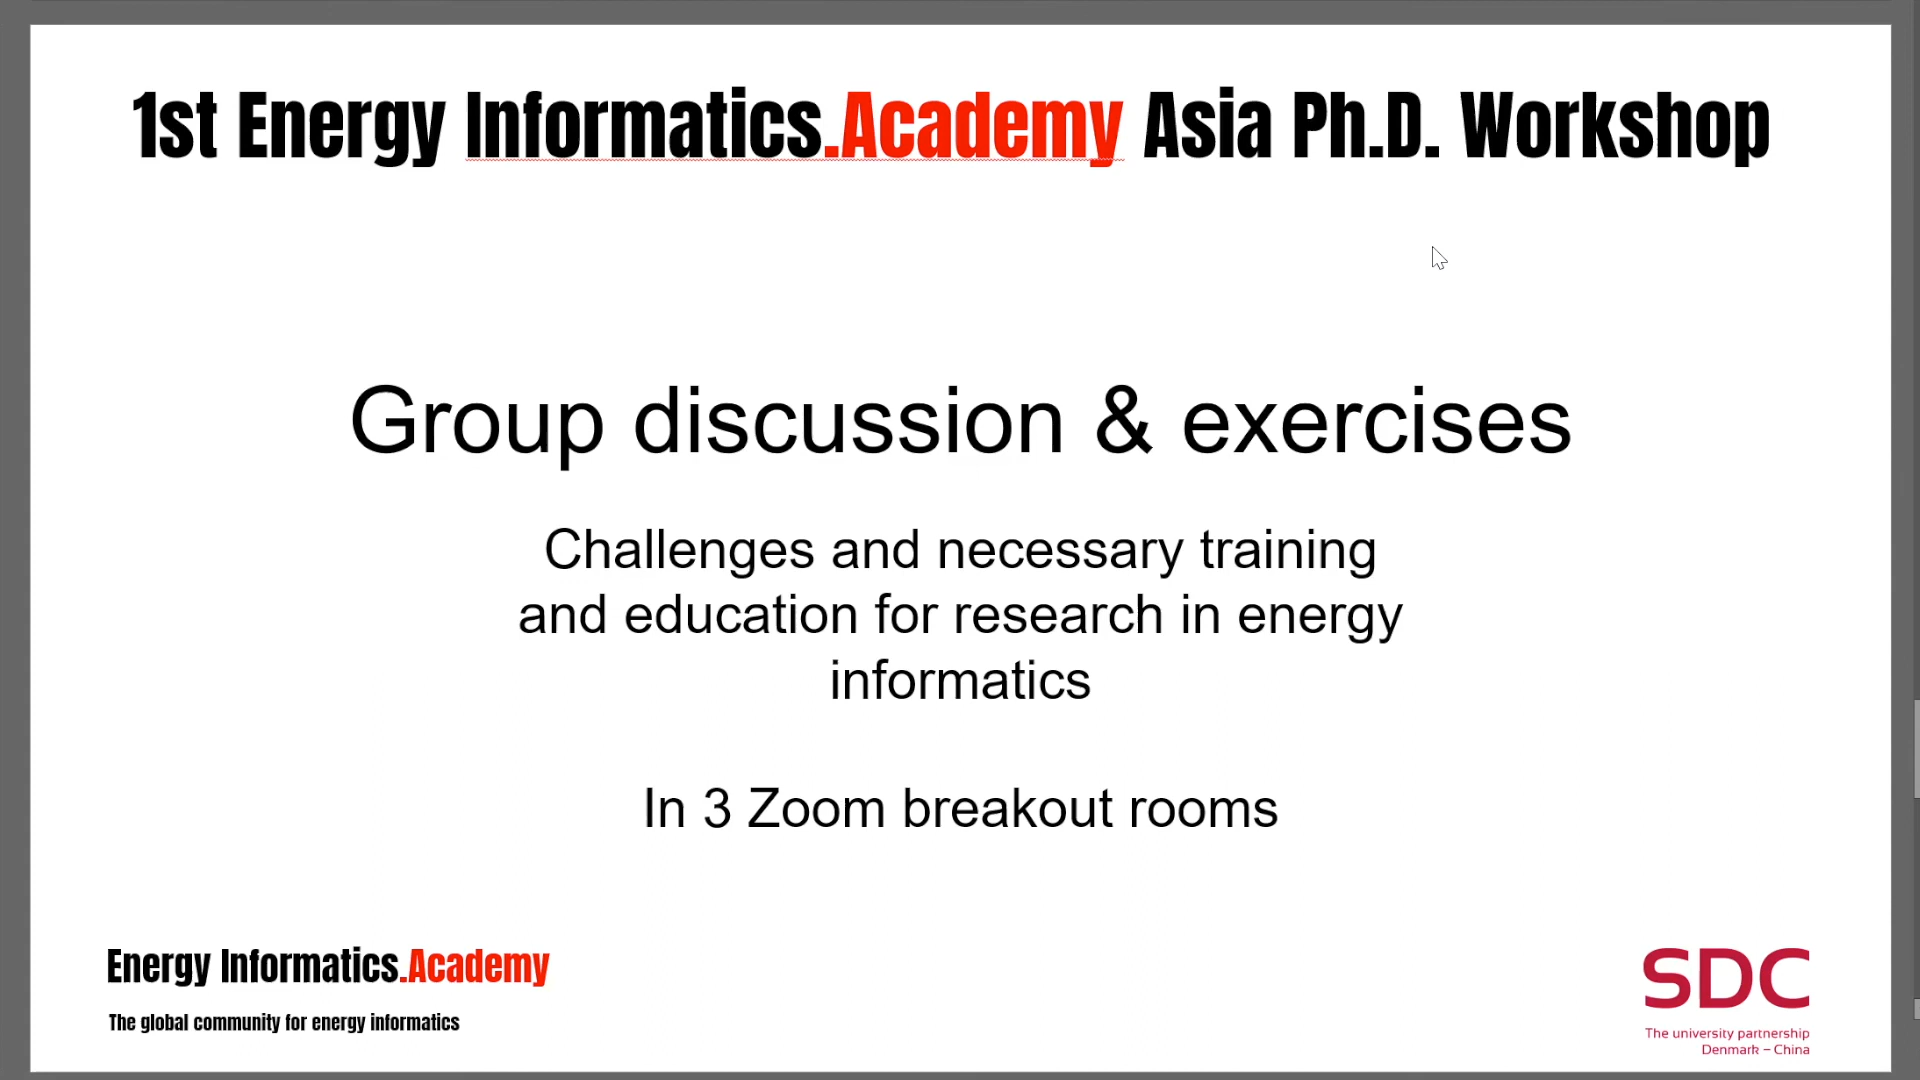 1st Energy Informatics.Academy Asia Ph.D. Workshop
Group discussion & exercises
Challenges and necessary training
and education for research in energy
informatics
In 3 Zoom breakout rooms
Energy Informatics.Academy
The global community for energy informatics
SDC
The university partnership
Denmark – China